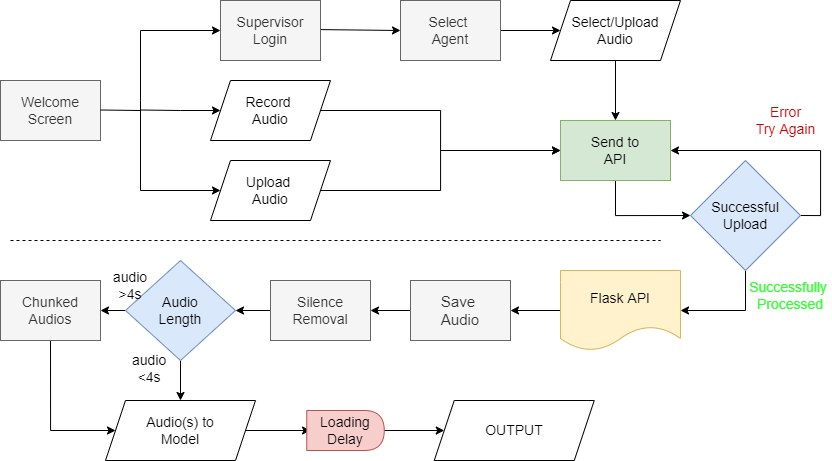 Supervisor
Login
Select
Agent
Select/Upload
Audio
Welcome
Screen
Record
Audio
Upload
Audio
Send to
API
Error
Try Again
Successful
Upload
Successfully
Processed
Flask API
Save
Audio
Silence
Removal
Audio
Length
audio
>4s
Chunked
Audios
audio
<4s
Audio(s) to
Model
Loading
Delay
OUTPUT